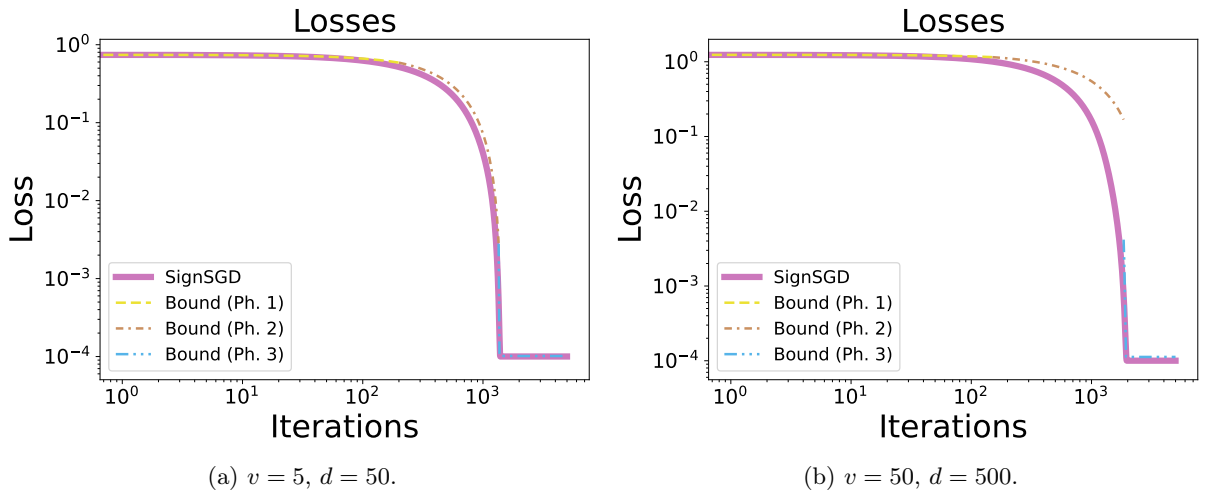 Losses
10^0
10^-1
10^-2
10^-3
10^-4
Loss
SignSGD
Bound (Ph. 1)
Bound (Ph. 2)
Bound (Ph. 3)
10^0 10^1 10^2 10^3
Iterations
(a) v = 5, d = 50.
Losses
10^0
10^-1
10^-2
10^-3
10^-4
Loss
SignSGD
Bound (Ph. 1)
Bound (Ph. 2)
Bound (Ph. 3)
10^0 10^1 10^2 10^3
Iterations
(b) v = 50, d = 500.